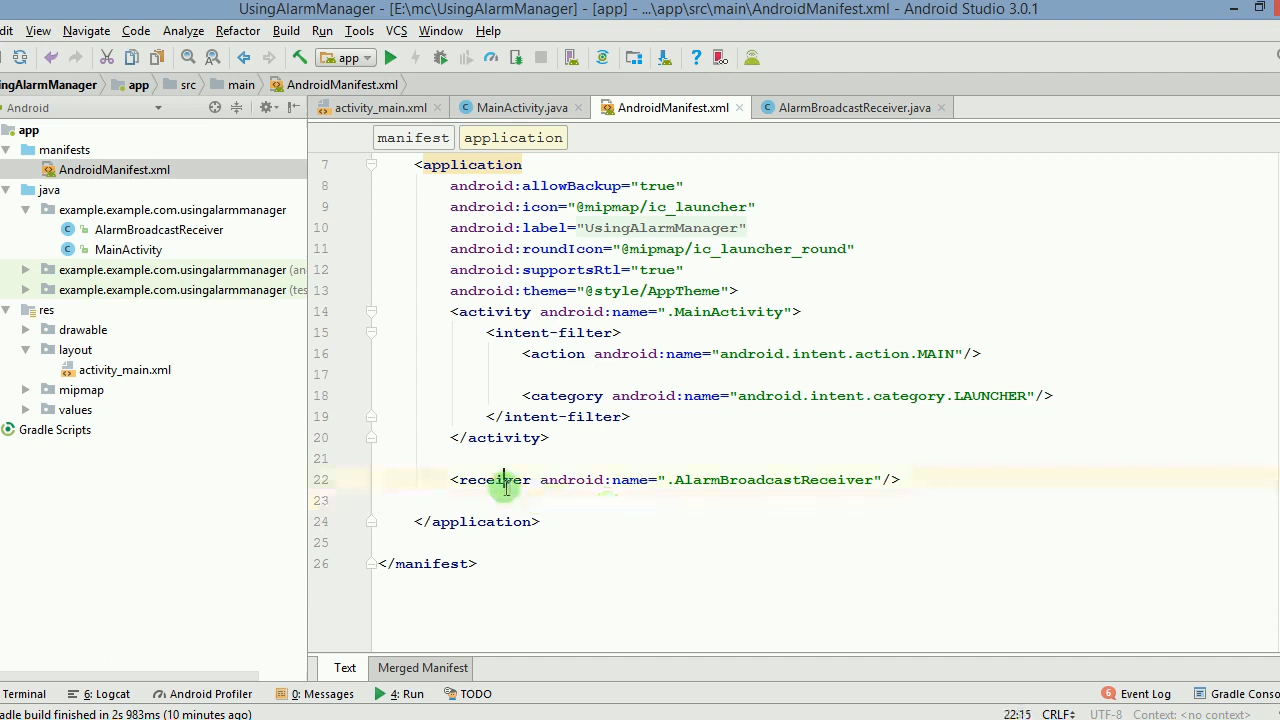 UsingAlarmManager - [E:\mc\UsingAlarmManager] - [app] - ...\app\src\main\AndroidManifest.xml - Android Studio 3.0.1
dit View Navigate Code Analyze Refactor Build Run Tools VCS Window Help
app
ingAlarmManager app src main AndroidManifest.xml
Android
activity_main.xml MainActivity.java AndroidManifest.xml AlarmBroadcastReceiver.java
manifest application
app
manifests
AndroidManifest.xml
java
example.example.com.usingalarmmanager
AlarmBroadcastReceiver
MainActivity
example.example.com.usingalarmmanager (an
example.example.com.usingalarmmanager (tes
res
drawable
layout
activity_main.xml
mipmap
values
Gradle Scripts
7 <application
8 android:allowBackup="true"
9 android:icon="@mipmap/ic_launcher"
10 android:label="UsingAlarmManager"
11 android:roundIcon="@mipmap/ic_launcher_round"
12 android:supportsRtl="true"
13 android:theme="@style/AppTheme">
14 <activity android:name=".MainActivity">
15 <intent-filter>
16 <action android:name="android.intent.action.MAIN"/>
17
18 <category android:name="android.intent.category.LAUNCHER"/>
19 </intent-filter>
20 </activity>
21
22 <receiver android:name=".AlarmBroadcastReceiver"/>
23
24 </application>
25
26 </manifest>
Text Merged Manifest
Terminal 6: Logcat Android Profiler 0: Messages 4: Run TODO 6 Event Log Gradle Conso
adle build finished in 2s 983ms (10 minutes ago) 22:15 CRLF UTF-8 Context: <no context>